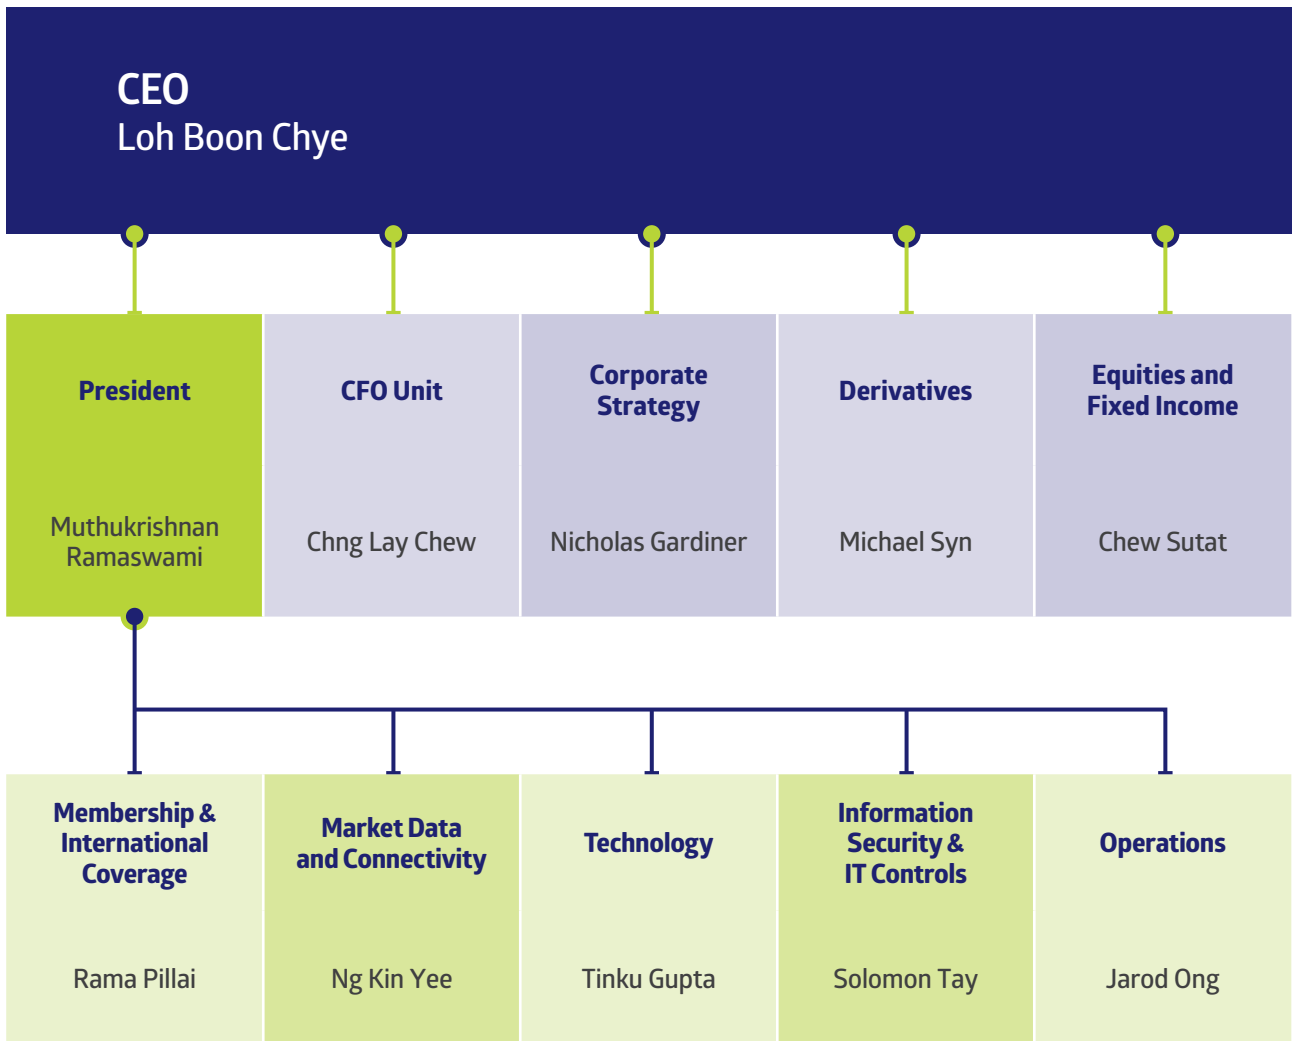 CEO
Loh Boon Chye
President
CFO Unit
Corporate
Strategy
Derivatives
Equities and
Fixed Income
Muthukrishnan
Ramaswami
Chng Lay Chew
Nicholas Gardiner
Michael Syn
Chew Sutat
Membership &
International
Coverage
Market Data
and Connectivity
Technology
Information
Security &
IT Controls
Operations
Rama Pillai
Ng Kin Yee
Tinku Gupta
Solomon Tay
Jarod Ong